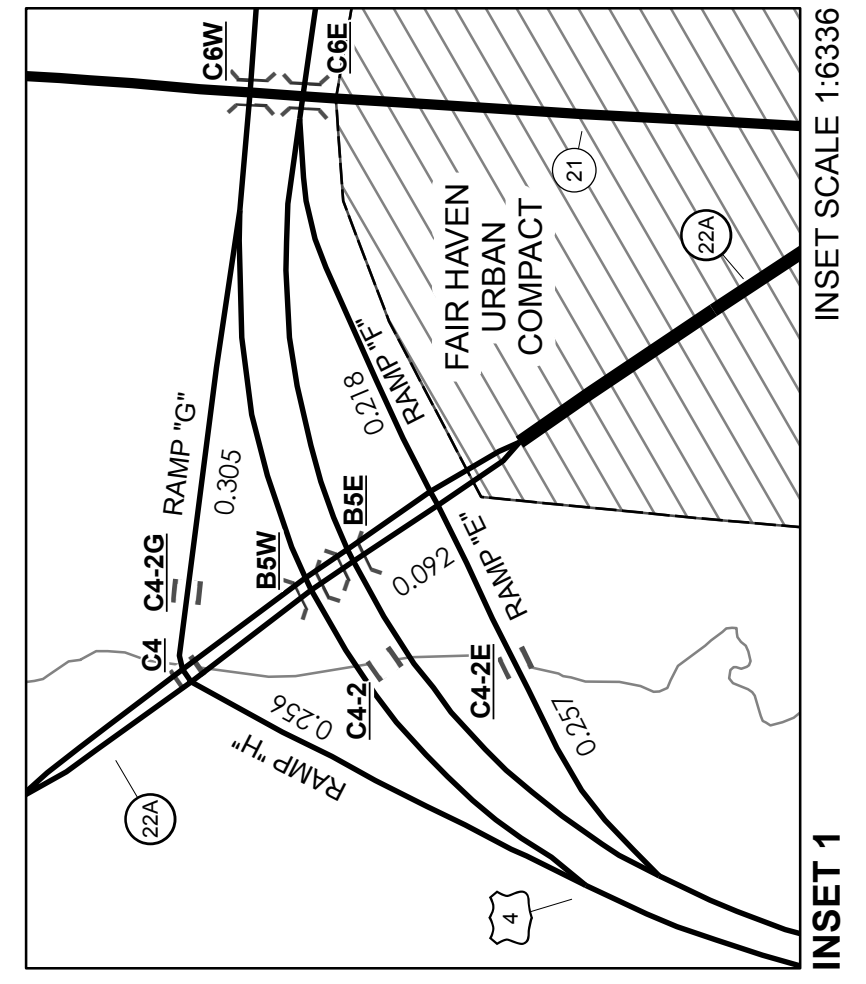 C6W
C6E
21
22A
FAIR HAVEN
URBAN
COMPACT
RAMP "G"
0.305
RAMP "F"
0.218
C4-2G
C4
B5W
B5E
0.092
RAMP "E"
C4-2
C4-2E
0.256
RAMP "H"
0.257
22A
4
INSET 1
INSET SCALE 1:6336